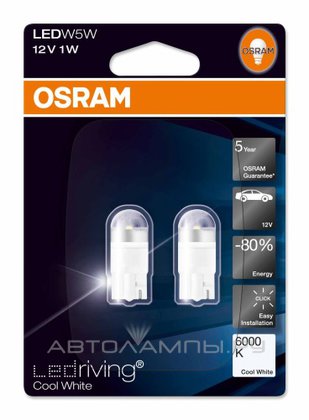 LEDW5W
12V 1W
OSRAM
OSRAM
5 Year
OSRAM
Guarantee*
12V
-80%
Energy
CLICK
Easy
Installation
6000
K
Cool White
АВТОЛАМПЫ
LEDriving®
Cool White